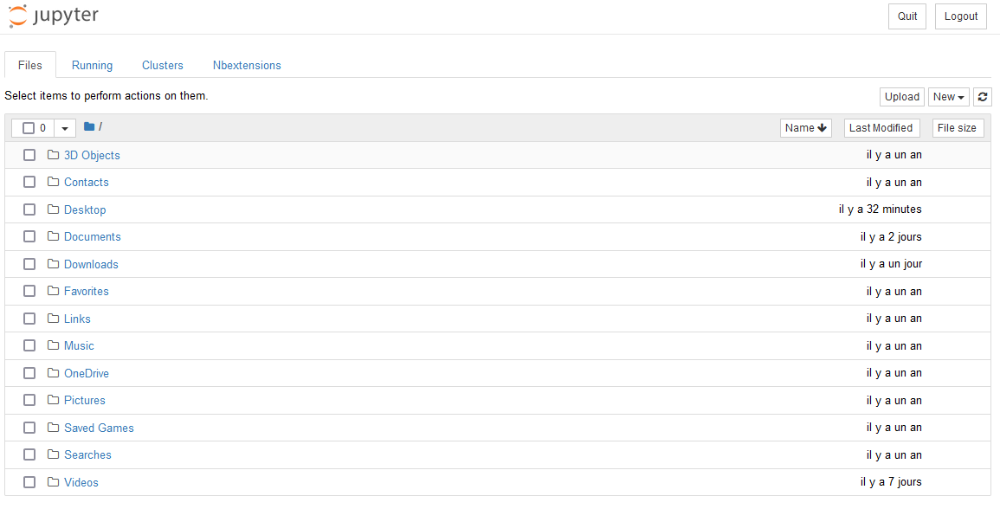 jupyter Quit Logout
Files Running Clusters Nbextensions
Select items to perform actions on them. Upload New
0 / Name Last Modified File size
3D Objects il y a un an
Contacts il y a un an
Desktop il y a 32 minutes
Documents il y a 2 jours
Downloads il y a un jour
Favorites il y a un an
Links il y a un an
Music il y a un an
OneDrive il y a un an
Pictures il y a un an
Saved Games il y a un an
Searches il y a un an
Videos il y a 7 jours